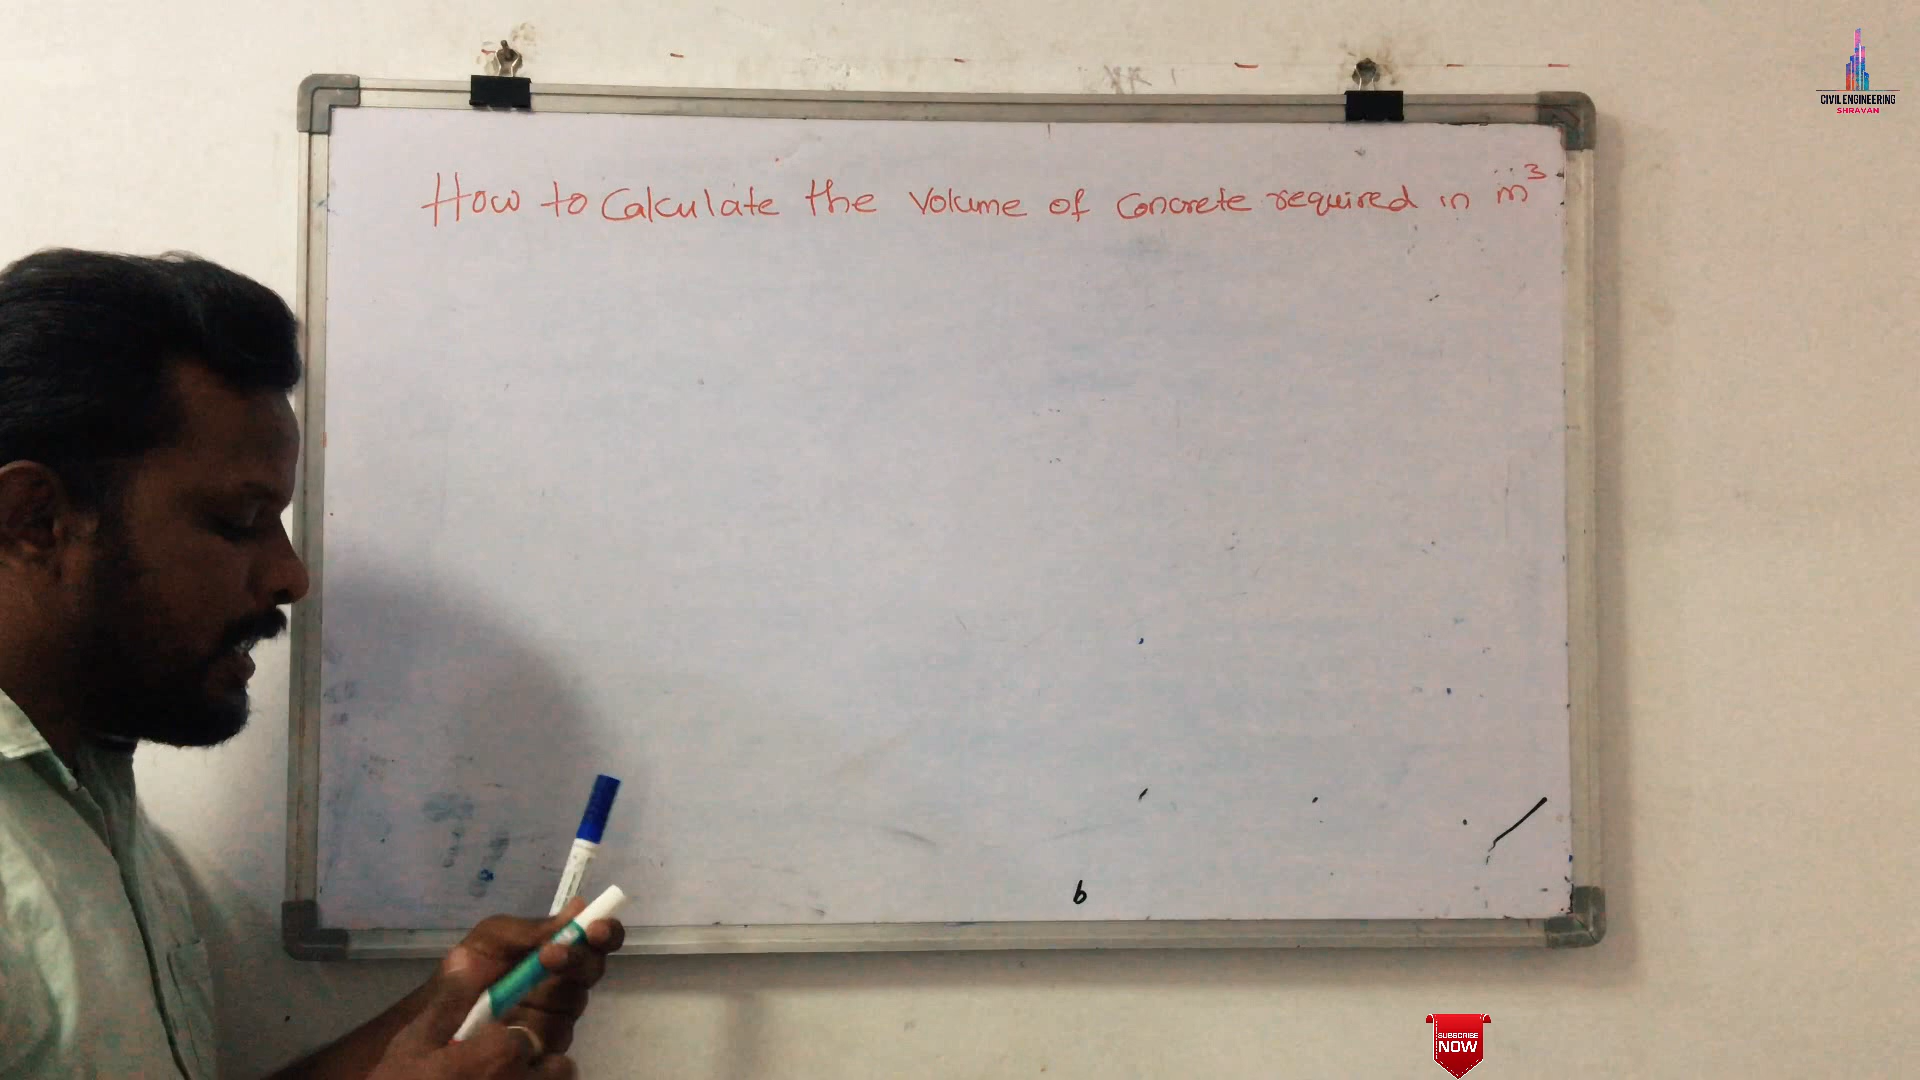 CIVIL ENGINEERING
SHRAVAN
How to Calculate the Volume of Concrete required in m³
b
SUBSCRIBE
NOW